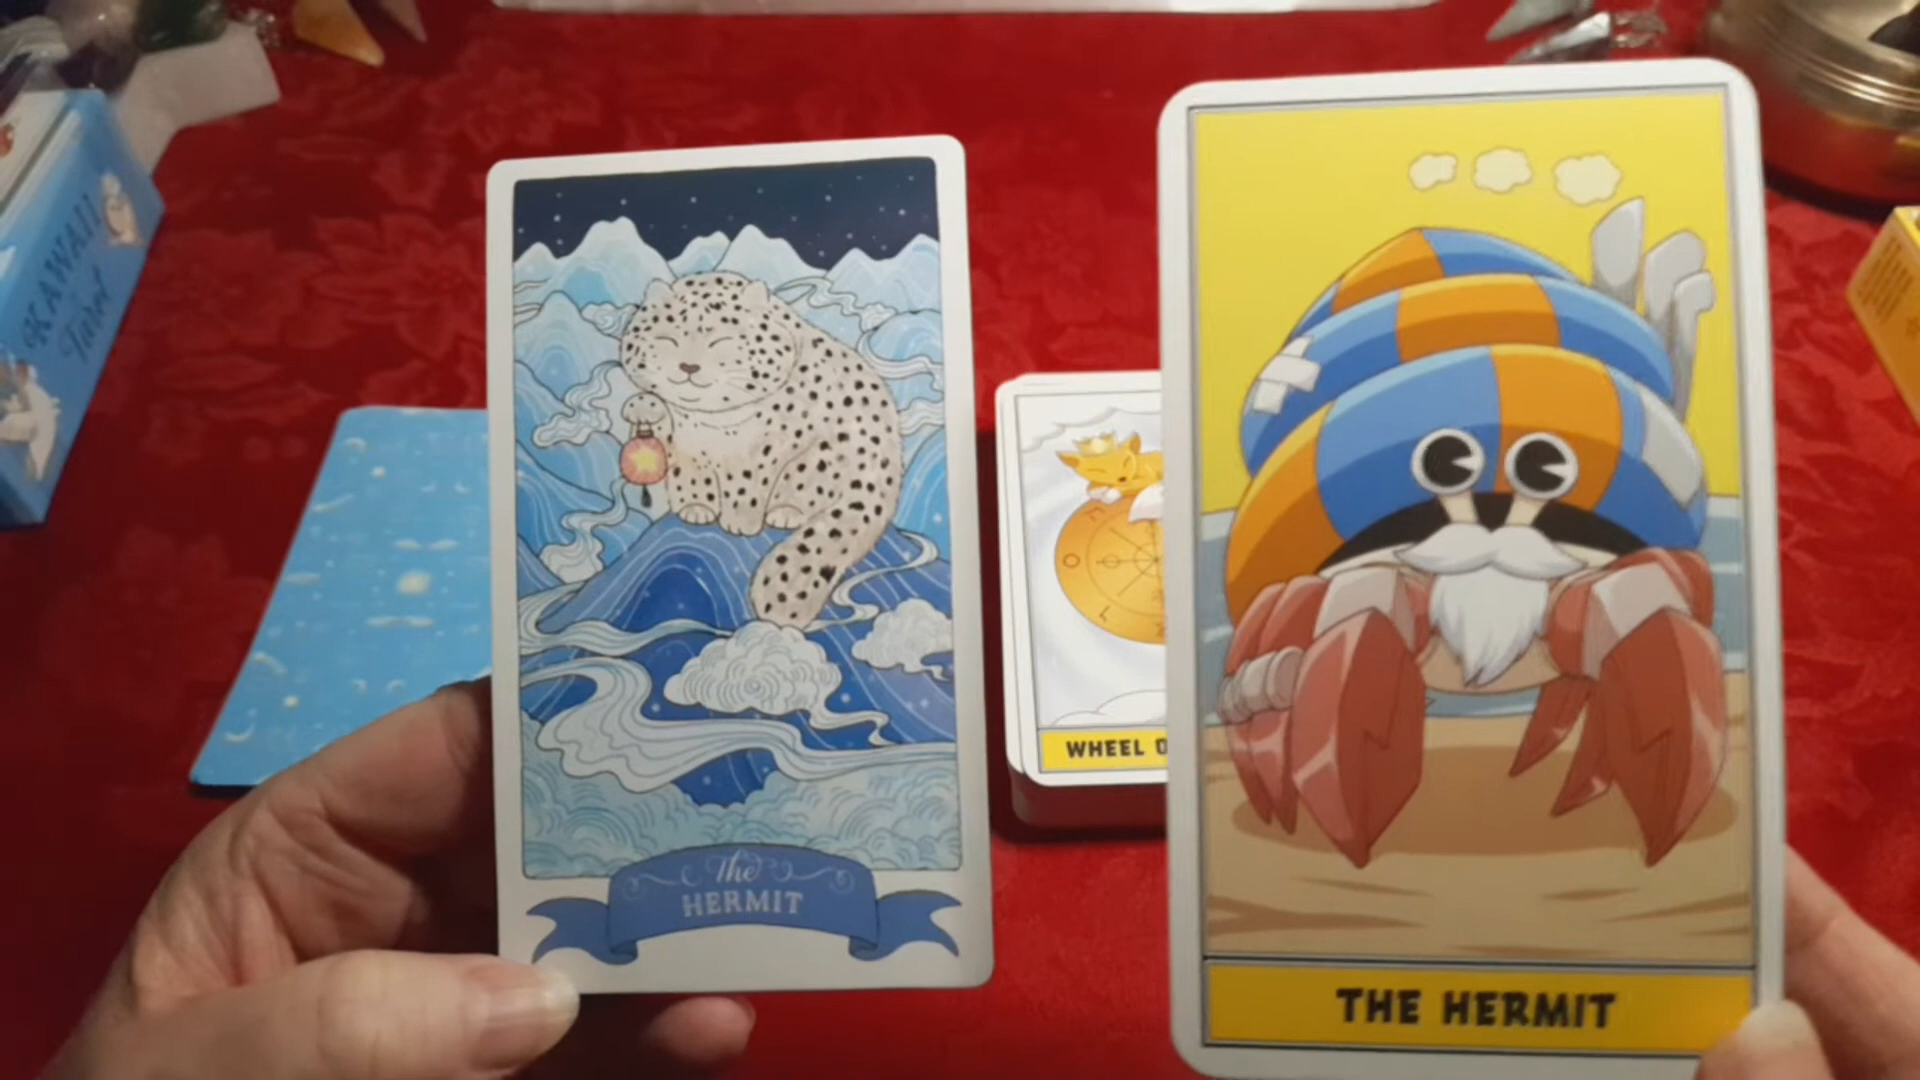 KAWAII
Tarot
The
HERMIT
WHEEL O
THE HERMIT